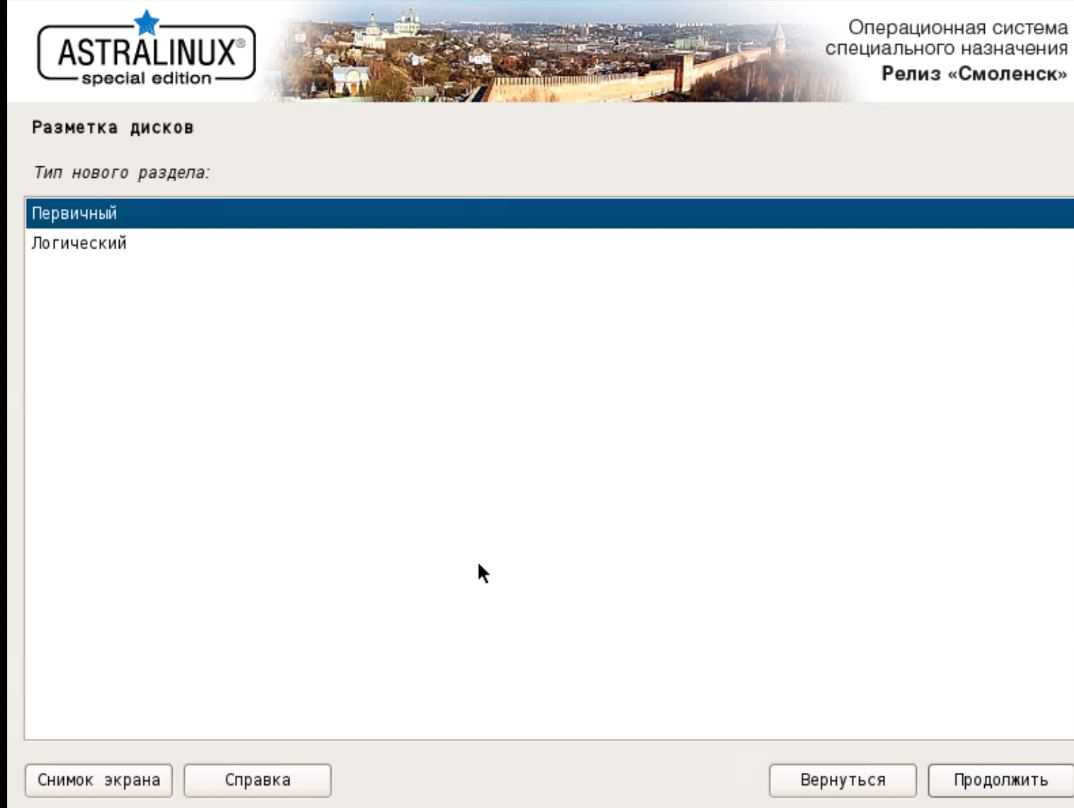 ASTRALINUX®
special edition
Операционная система
специального назначения
Релиз «Смоленск»
Разметка дисков
Тип нового раздела:
Первичный
Логический
Снимок экрана
Справка
Вернуться
Продолжить